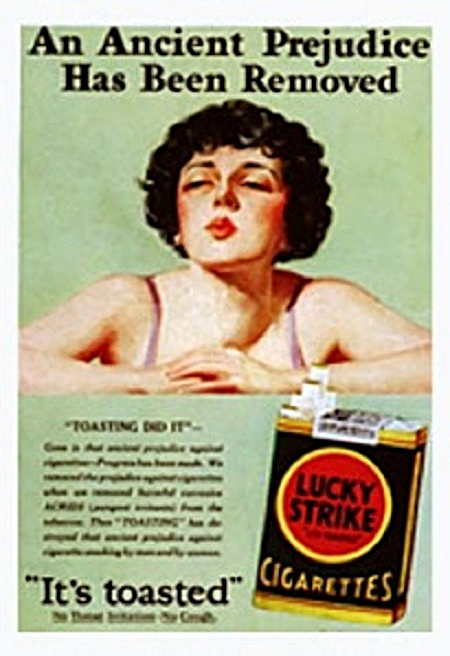 An Ancient Prejudice
Has Been Removed
"TOASTING DID IT"—
Gone is that ancient prejudice against
cigarettes—Progress has been made. We
removed the prejudice against cigarettes
when we removed harmful corrosive
ACRIDS (pungent irritants) from the
tobacco. Thus "TOASTING" has de-
stroyed that ancient prejudice against
cigarette smoking by men and by women.
"It's toasted"
No Throat Irritation-No Cough.
LUCKY
STRIKE
"IT'S TOASTED"
CIGARETTES